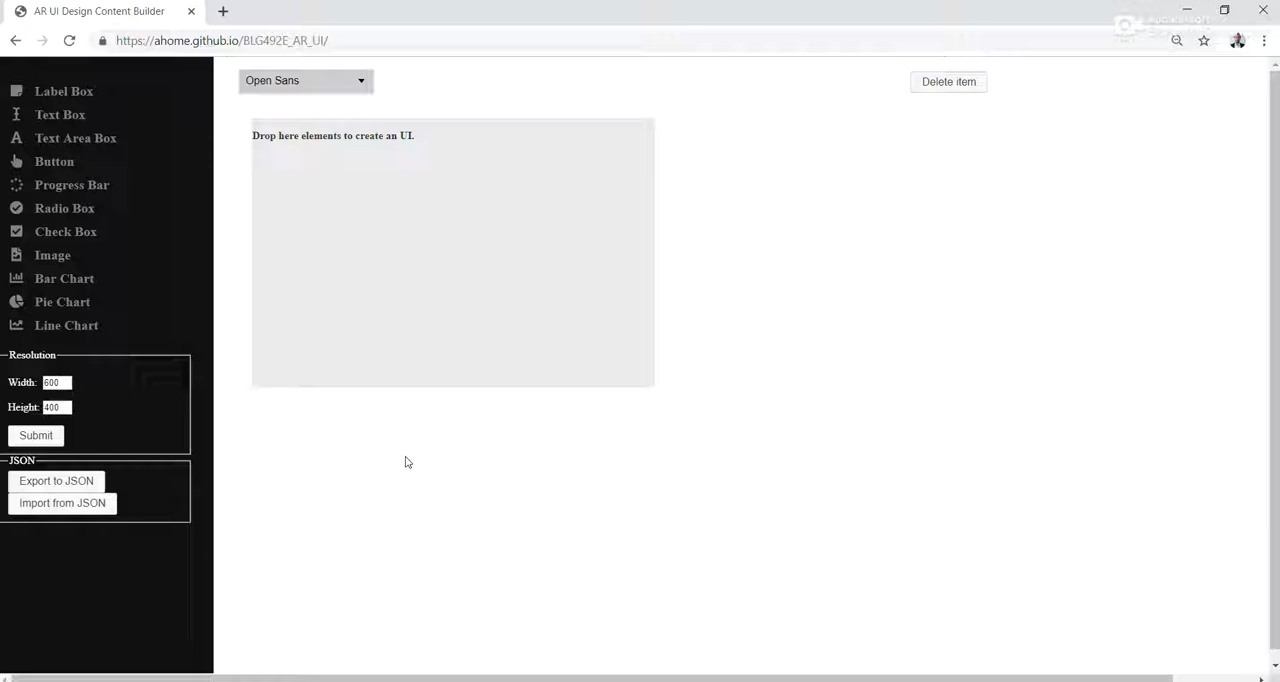 AR UI Design Content Builder
https://ahome.github.io/BLG492E_AR_UI/
Open Sans
Delete item
Label Box
Text Box
Text Area Box
Button
Progress Bar
Radio Box
Check Box
Image
Bar Chart
Pie Chart
Line Chart
Drop here elements to create an UI.
Resolution
Width: 600
Height: 400
Submit
JSON
Export to JSON
Import from JSON